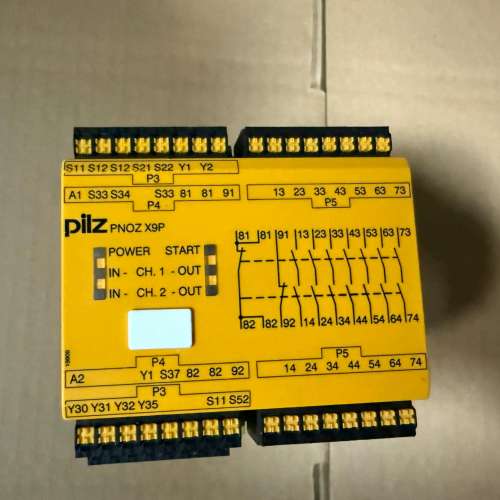 S11 S12 S12 S21 S22 Y1 Y2
P3
A1 S33 S34 S33 81 81 91
P4
13 23 33 43 53 63 73
P5
pilz PNOZ X9P
POWER START
IN - CH. 1 - OUT
IN - CH. 2 - OUT
81 81 91 13 23 33 43 53 63 73
82 82 92 14 24 34 44 54 64 74
P4
A2 Y1 S37 82 82 92
P3
Y30 Y31 Y32 Y35 S11 S52
P5
14 24 34 44 54 64 74